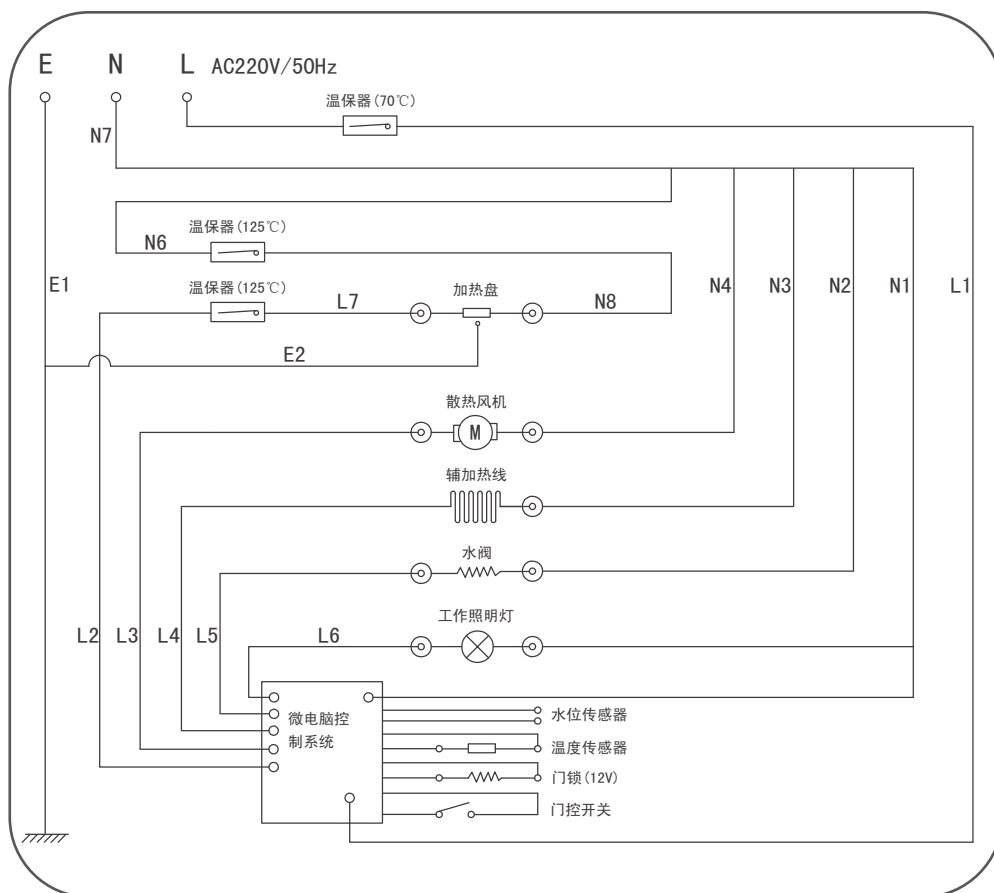 E N L AC220V/50Hz
温保器(70℃)
N7
温保器(125℃)
N6
E1 N4 N3 N2 N1 L1
温保器(125℃)
L7
加热盘
N8
E2
散热风机
M
辅加热线
水阀
工作照明灯
L2 L3 L4 L5 L6
微电脑控
制系统
水位传感器
温度传感器
门锁(12V)
门控开关